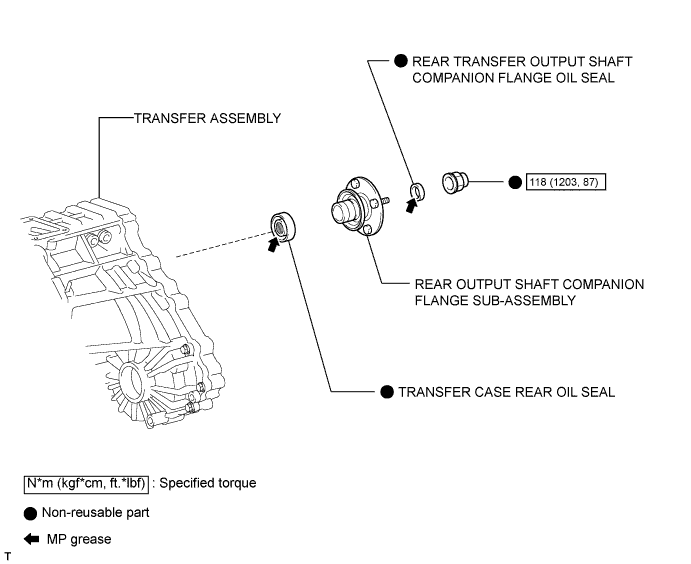 REAR TRANSFER OUTPUT SHAFT
COMPANION FLANGE OIL SEAL
TRANSFER ASSEMBLY
118 (1203, 87)
REAR OUTPUT SHAFT COMPANION
FLANGE SUB-ASSEMBLY
TRANSFER CASE REAR OIL SEAL
N*m (kgf*cm, ft.*lbf) : Specified torque
Non-reusable part
MP grease
T